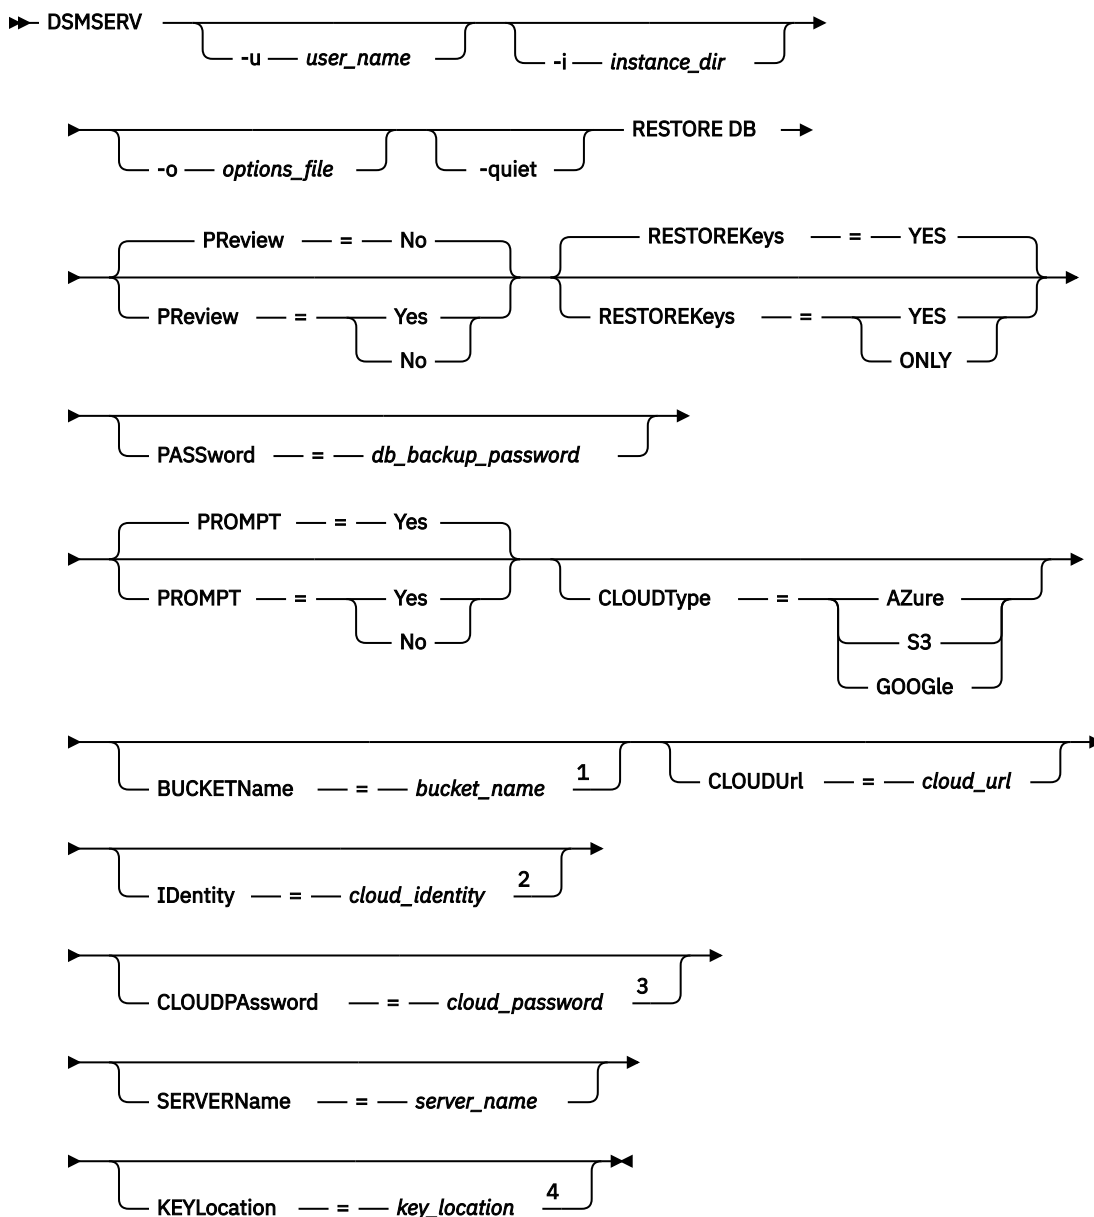 DSMSERV
-u user_name -i instance_dir
RESTORE DB
-o options_file -quiet
PReview = No RESTOREKeys = YES
PReview = Yes RESTOREKeys = YES
No ONLY
PASSword = db_backup_password
PROMPT = Yes
PROMPT = Yes CLOUDType = AZure
No S3
GOOGle
BUCKETName = bucket_name 1 CLOUDUrl = cloud_url
IDentity = cloud_identity 2
CLOUDPAssword = cloud_password 3
SERVERName = server_name
KEYLocation = key_location 4